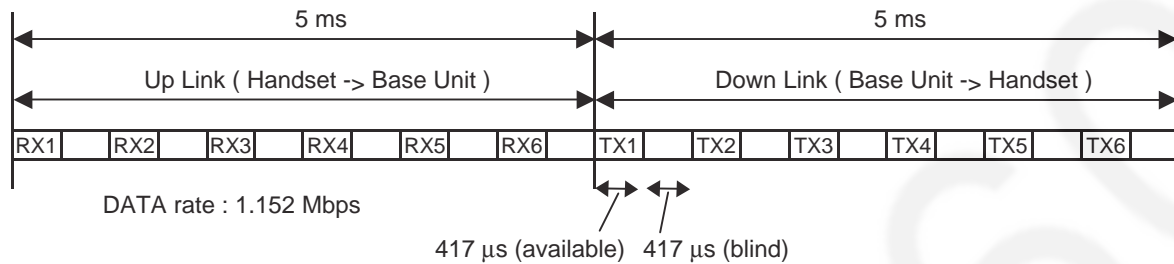 5 ms 5 ms
Up Link ( Handset -> Base Unit ) Down Link ( Base Unit -> Handset )
RX1 RX2 RX3 RX4 RX5 RX6 TX1 TX2 TX3 TX4 TX5 TX6
DATA rate : 1.152 Mbps
417 μs (available) 417 μs (blind)